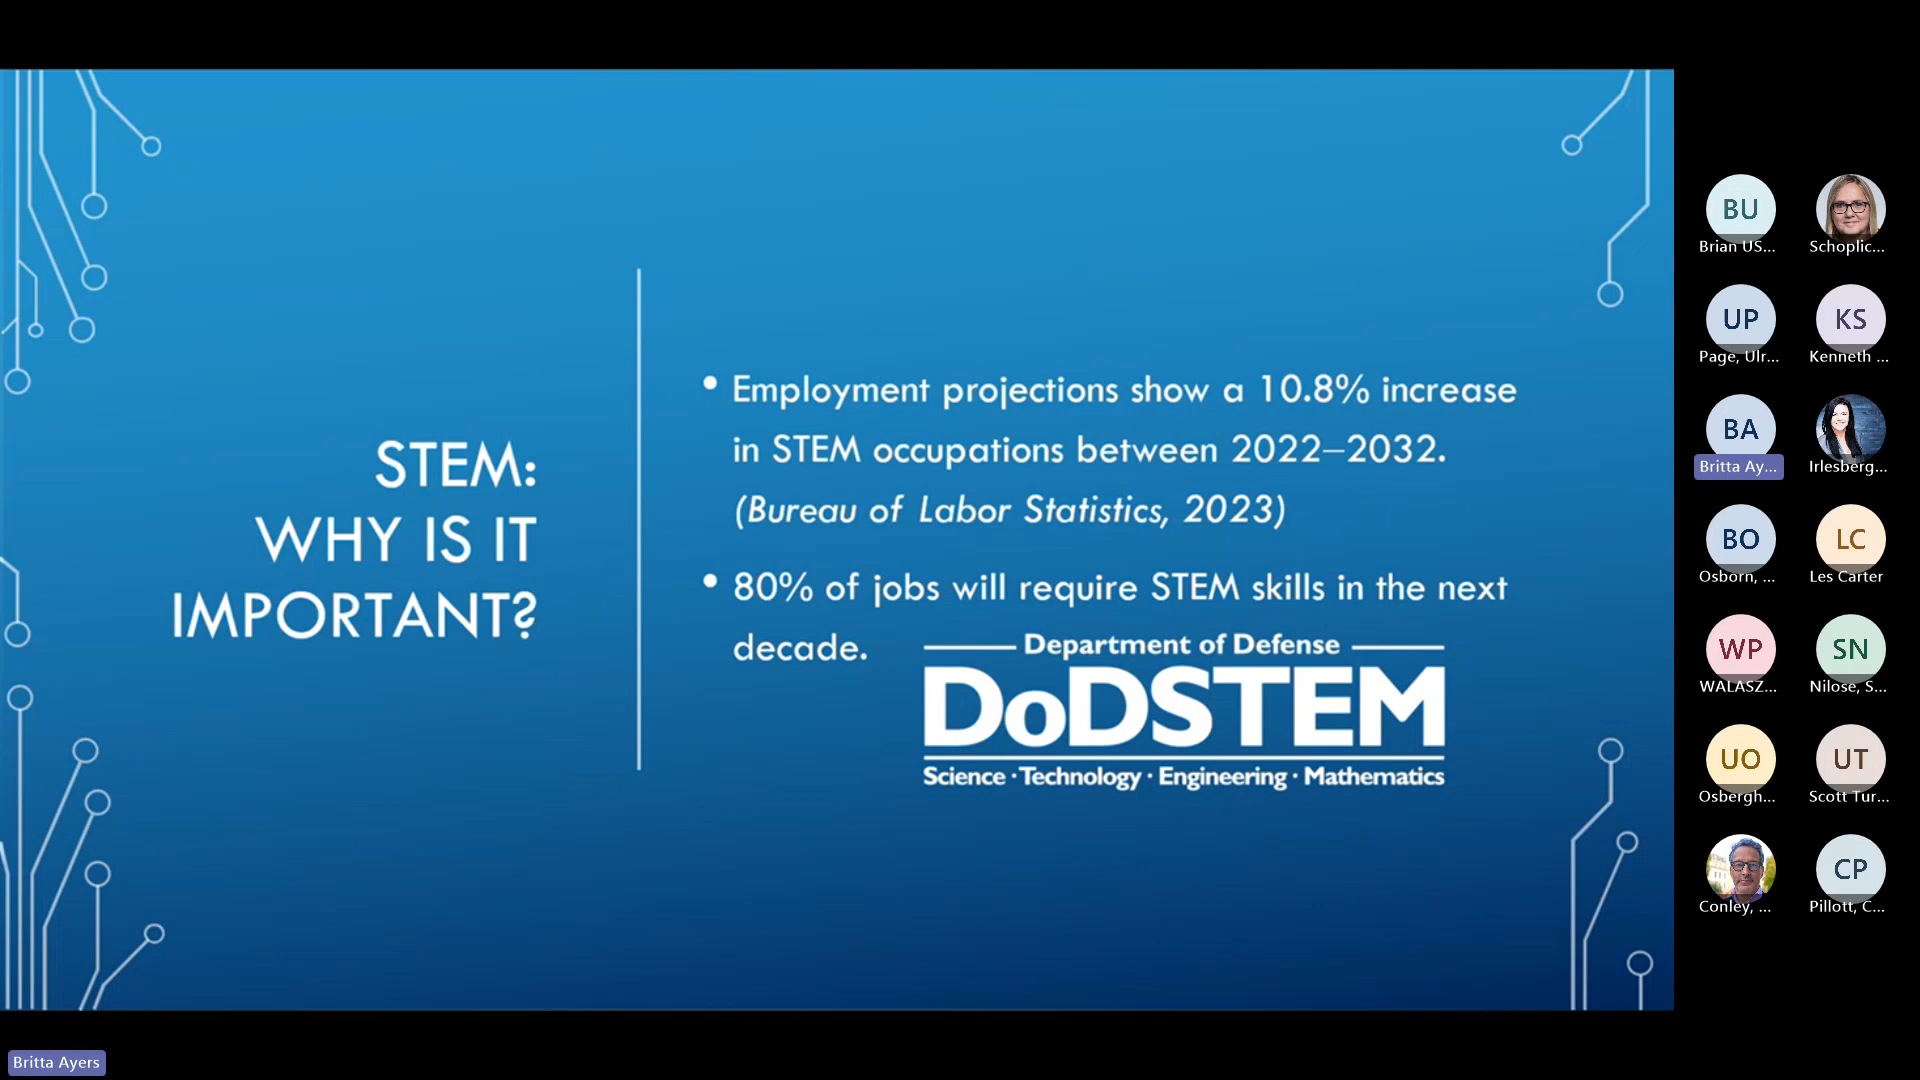 STEM:
WHY IS IT
IMPORTANT?
• Employment projections show a 10.8% increase
in STEM occupations between 2022–2032.
(Bureau of Labor Statistics, 2023)
• 80% of jobs will require STEM skills in the next
decade.
Department of Defense
DoDSTEM
Science · Technology · Engineering · Mathematics
BU
Brian US...
Schoplic...
UP
Page, Ulr...
KS
Kenneth ...
BA
Britta Ay...
Irlesberg...
BO
Osborn, ...
LC
Les Carter
WP
WALASZ...
SN
Nilose, S...
UO
Osbergh...
UT
Scott Tur...
Conley, ...
CP
Pillott, C...
Britta Ayers